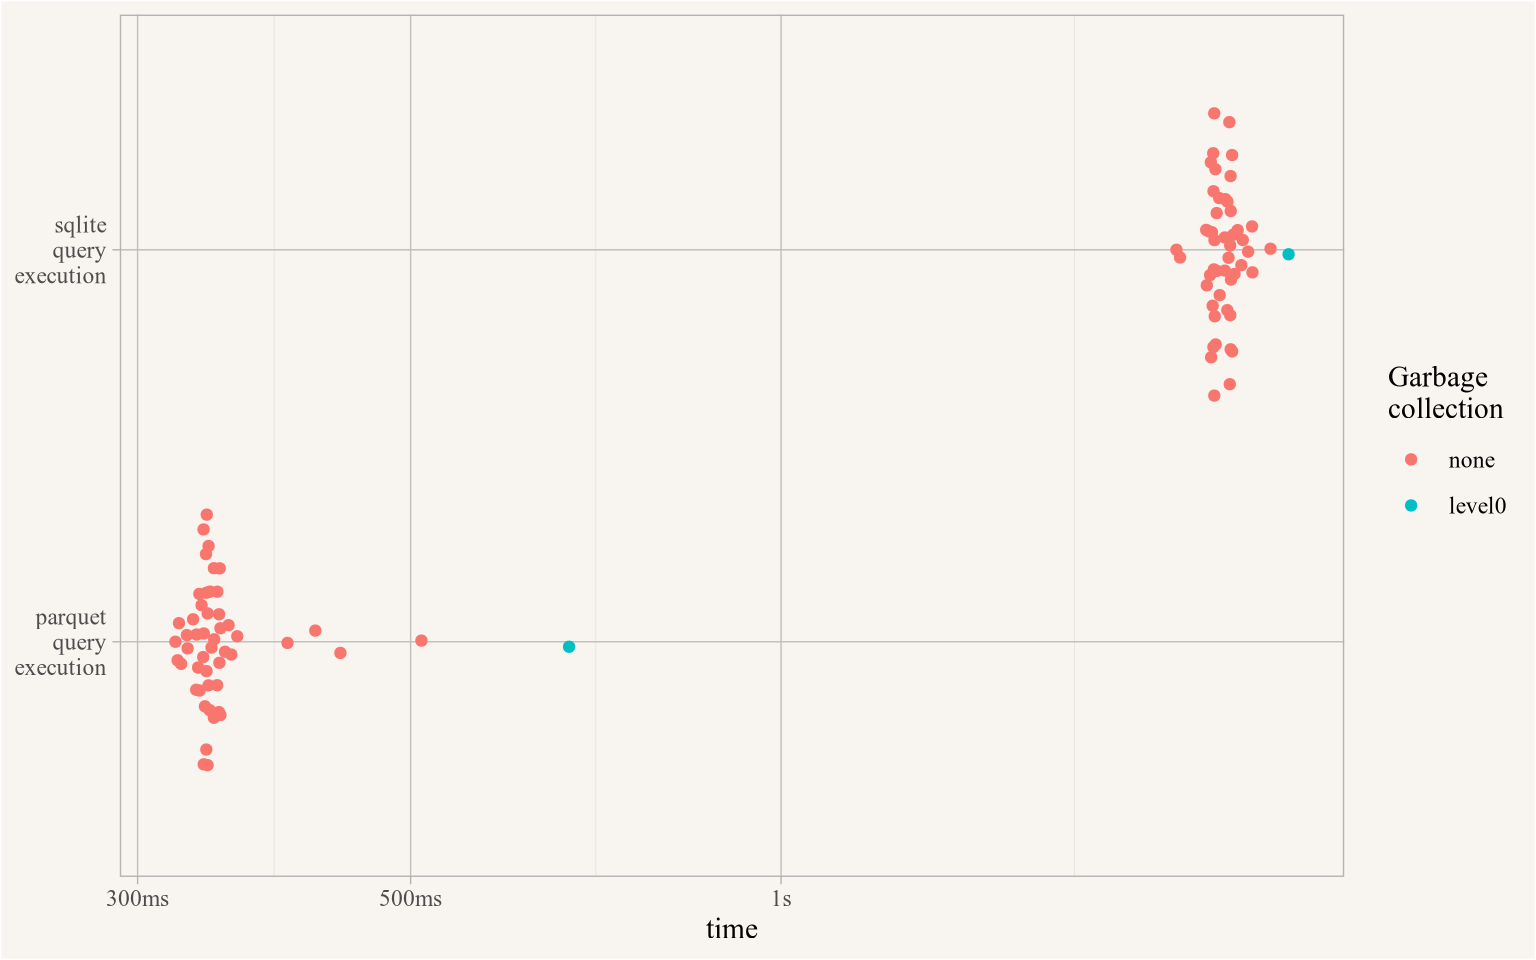 sqlite
query
execution
parquet
query
execution
300ms
500ms
1s
time
Garbage
collection
none
level0